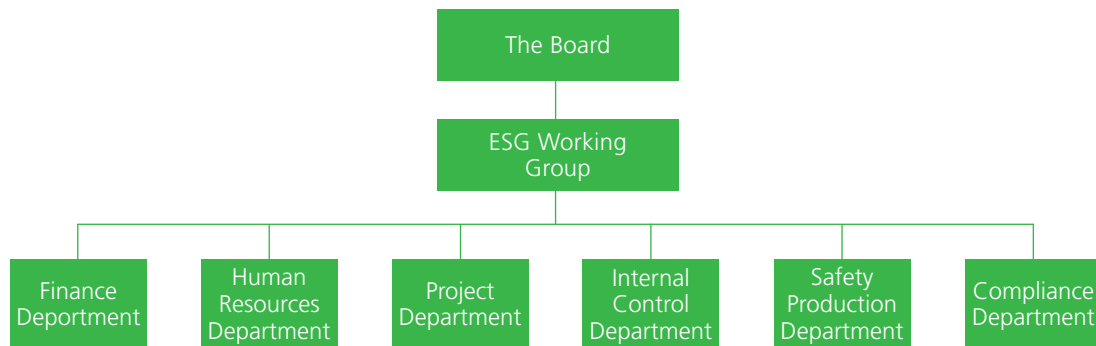 The Board
ESG Working
Group
Finance
Deportment
Human
Resources
Department
Project
Department
Internal
Control
Department
Safety
Production
Department
Compliance
Department